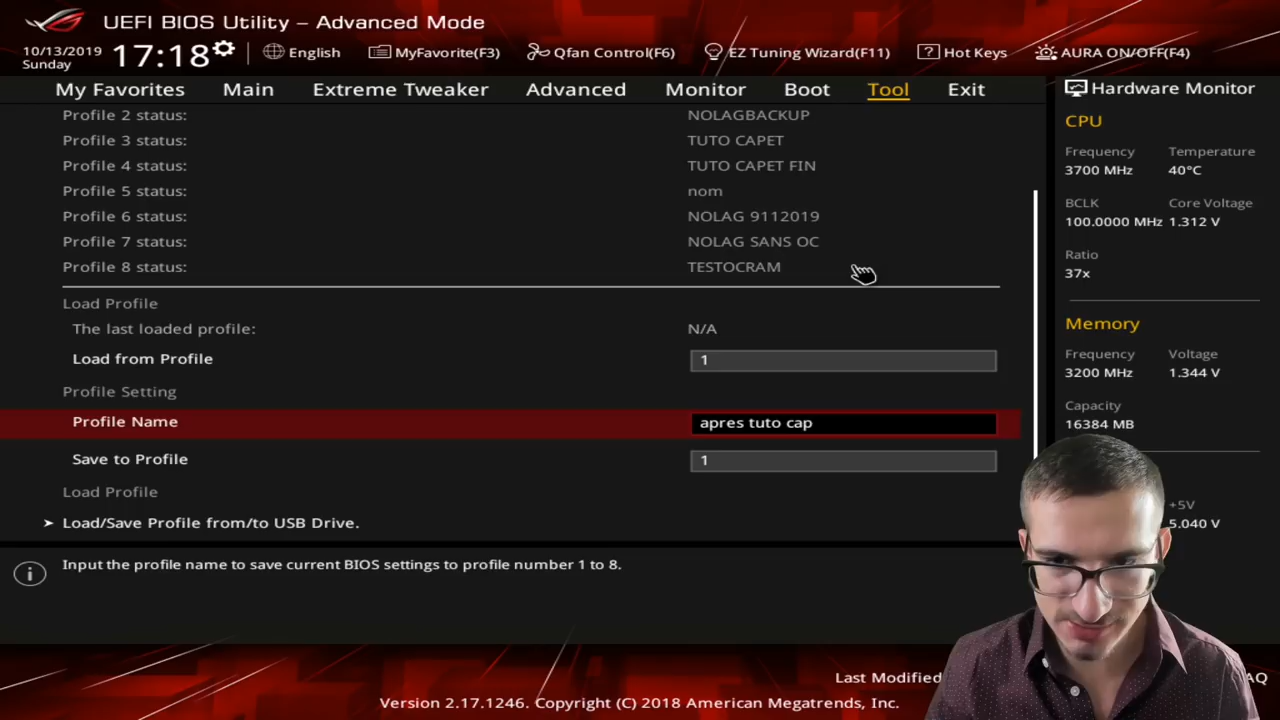 UEFI BIOS Utility – Advanced Mode
10/13/2019
Sunday
17:18
English
MyFavorite(F3)
Qfan Control(F6)
EZ Tuning Wizard(F11)
? Hot Keys
AURA ON/OFF(F4)
My Favorites
Main
Extreme Tweaker
Advanced
Monitor
Boot
Tool
Exit
Profile 2 status: NOLAGBACKUP
Profile 3 status: TUTO CAPET
Profile 4 status: TUTO CAPET FIN
Profile 5 status: nom
Profile 6 status: NOLAG 9112019
Profile 7 status: NOLAG SANS OC
Profile 8 status: TESTOCRAM
Load Profile
The last loaded profile: N/A
Load from Profile 1
Profile Setting
Profile Name apres tuto cap
Save to Profile 1
Load Profile
Load/Save Profile from/to USB Drive.
Input the profile name to save current BIOS settings to profile number 1 to 8.
Hardware Monitor
CPU
Frequency Temperature
3700 MHz 40°C
BCLK Core Voltage
100.0000 MHz 1.312 V
Ratio
37x
Memory
Frequency Voltage
3200 MHz 1.344 V
Capacity
16384 MB
+5V
5.040 V
Last Modified
Version 2.17.1246. Copyright (C) 2018 American Megatrends, Inc.